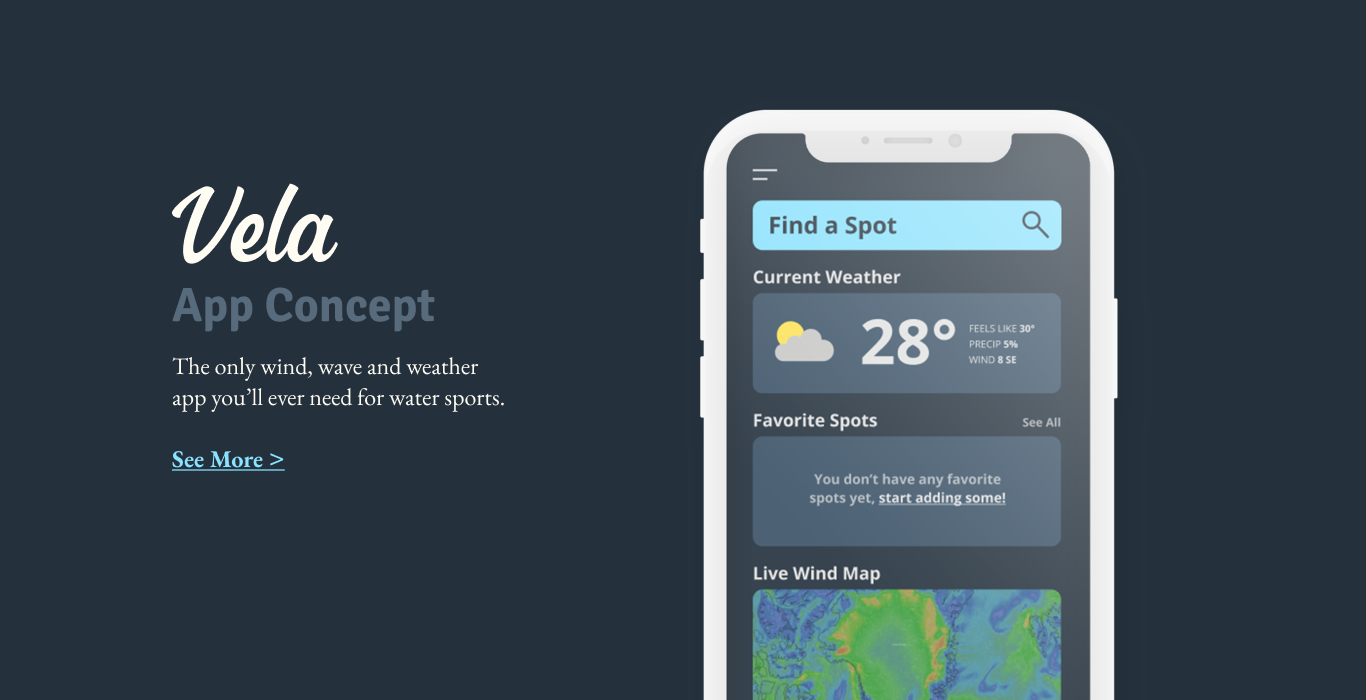 Vela
App Concept
The only wind, wave and weather
app you’ll ever need for water sports.
See More >
Find a Spot
Current Weather
28°
FEELS LIKE 30°
PRECIP 5%
WIND 8 SE
Favorite Spots
See All
You don’t have any favorite
spots yet, start adding some!
Live Wind Map